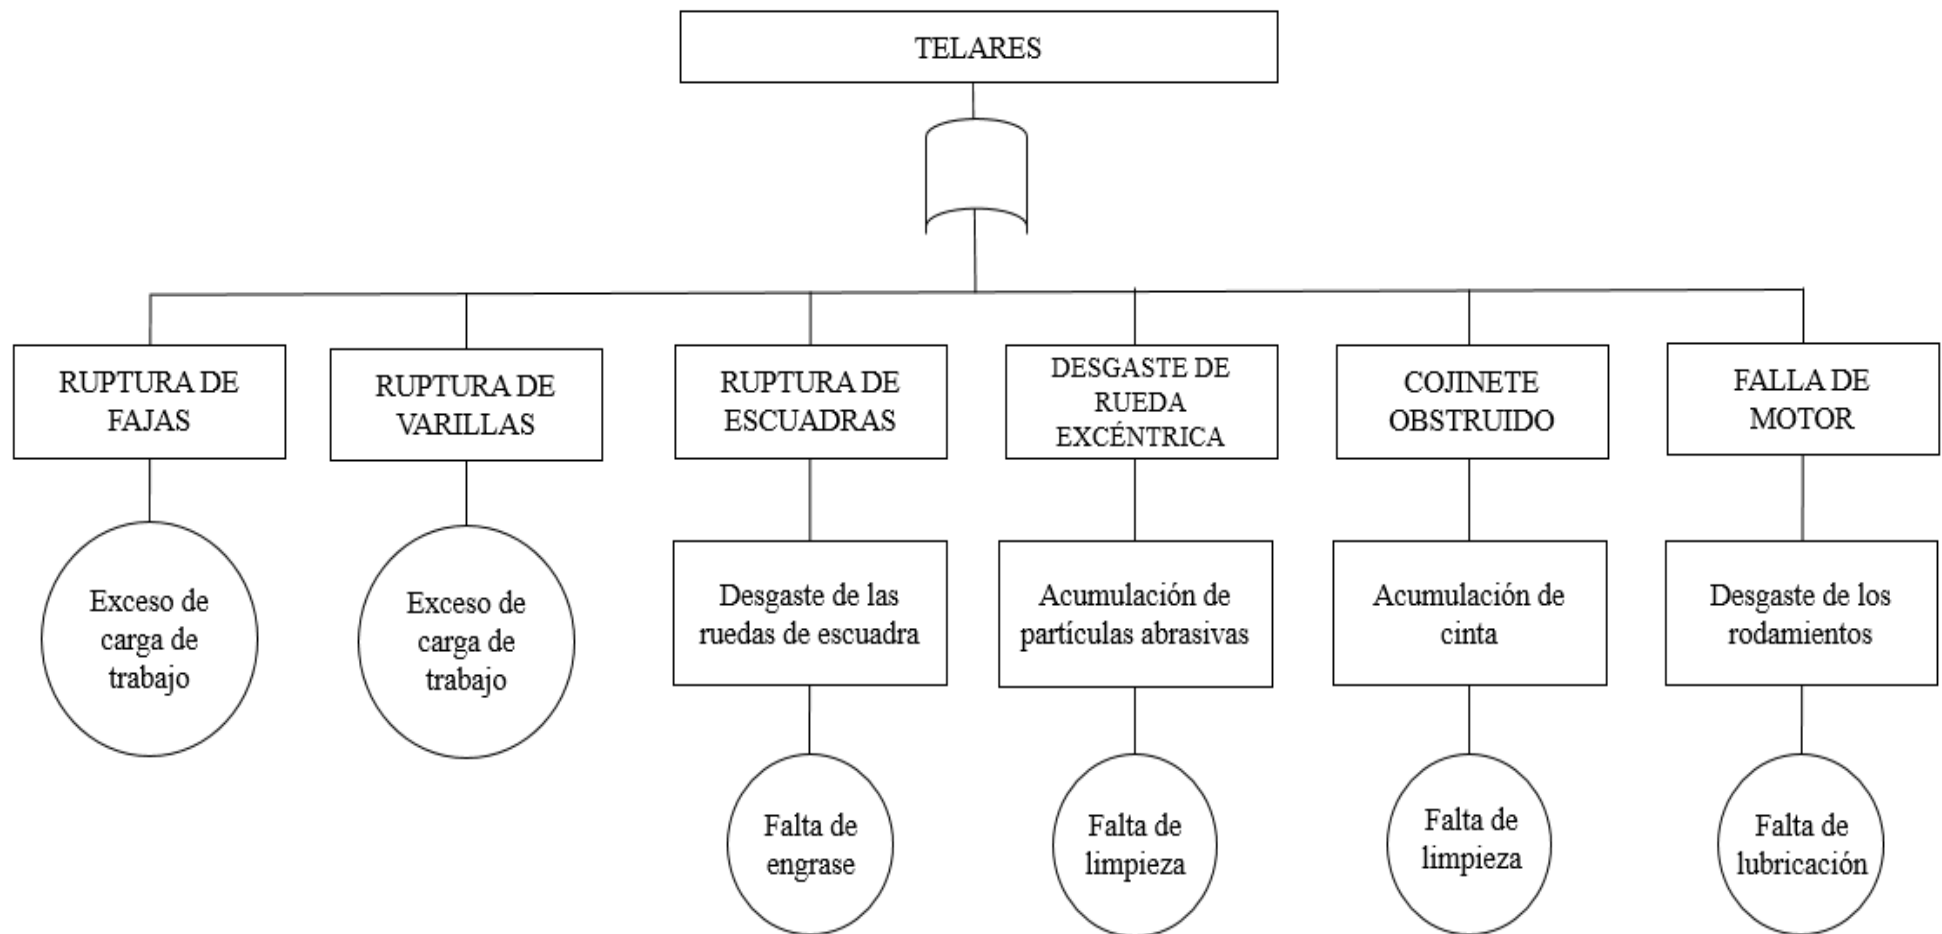 TELARES
RUPTURA DE
FAJAS
RUPTURA DE
VARILLAS
RUPTURA DE
ESCUADRAS
DESGASTE DE
RUEDA
EXCÉNTRICA
COJINETE
OBSTRUIDO
FALLA DE
MOTOR
Exceso de
carga de
trabajo
Exceso de
carga de
trabajo
Desgaste de las
ruedas de escuadra
Acumulación de
partículas abrasivas
Acumulación de
cinta
Desgaste de los
rodamientos
Falta de
engrase
Falta de
limpieza
Falta de
limpieza
Falta de
lubricación